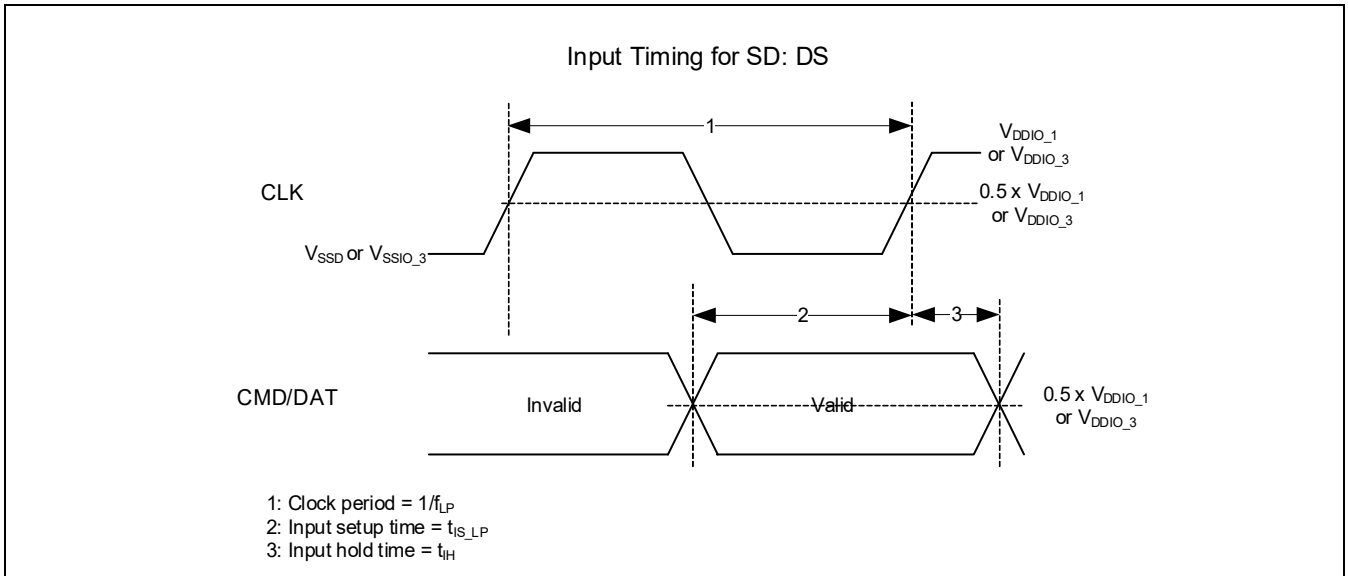 Input Timing for SD: DS
1
V_DDIO_1
or V_DDIO_3
CLK
0.5 x V_DDIO_1
or V_DDIO_3
V_SSD or V_SSIO_3
2
3
CMD/DAT
Invalid
Valid
0.5 x V_DDIO_1
or V_DDIO_3
1: Clock period = 1/f_LP
2: Input setup time = t_IS_LP
3: Input hold time = t_IH